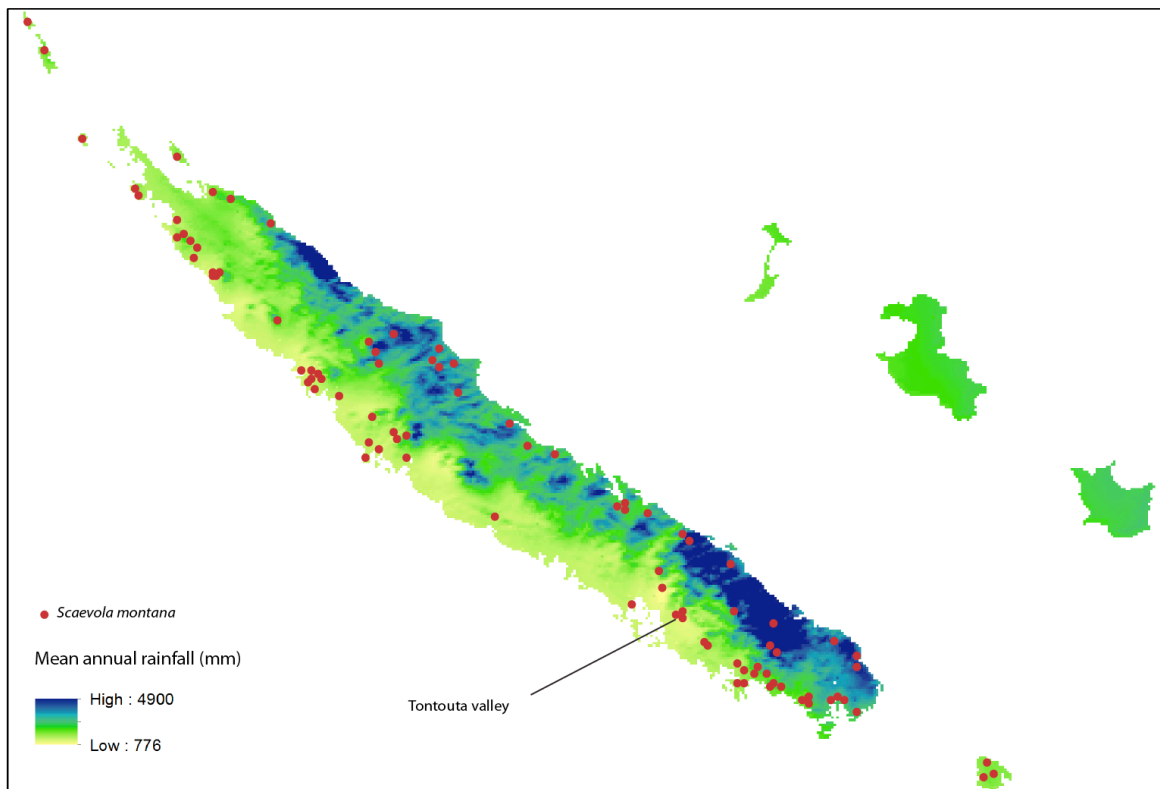 Scaevola montana
Mean annual rainfall (mm)
High : 4900
Low : 776
Tontouta valley